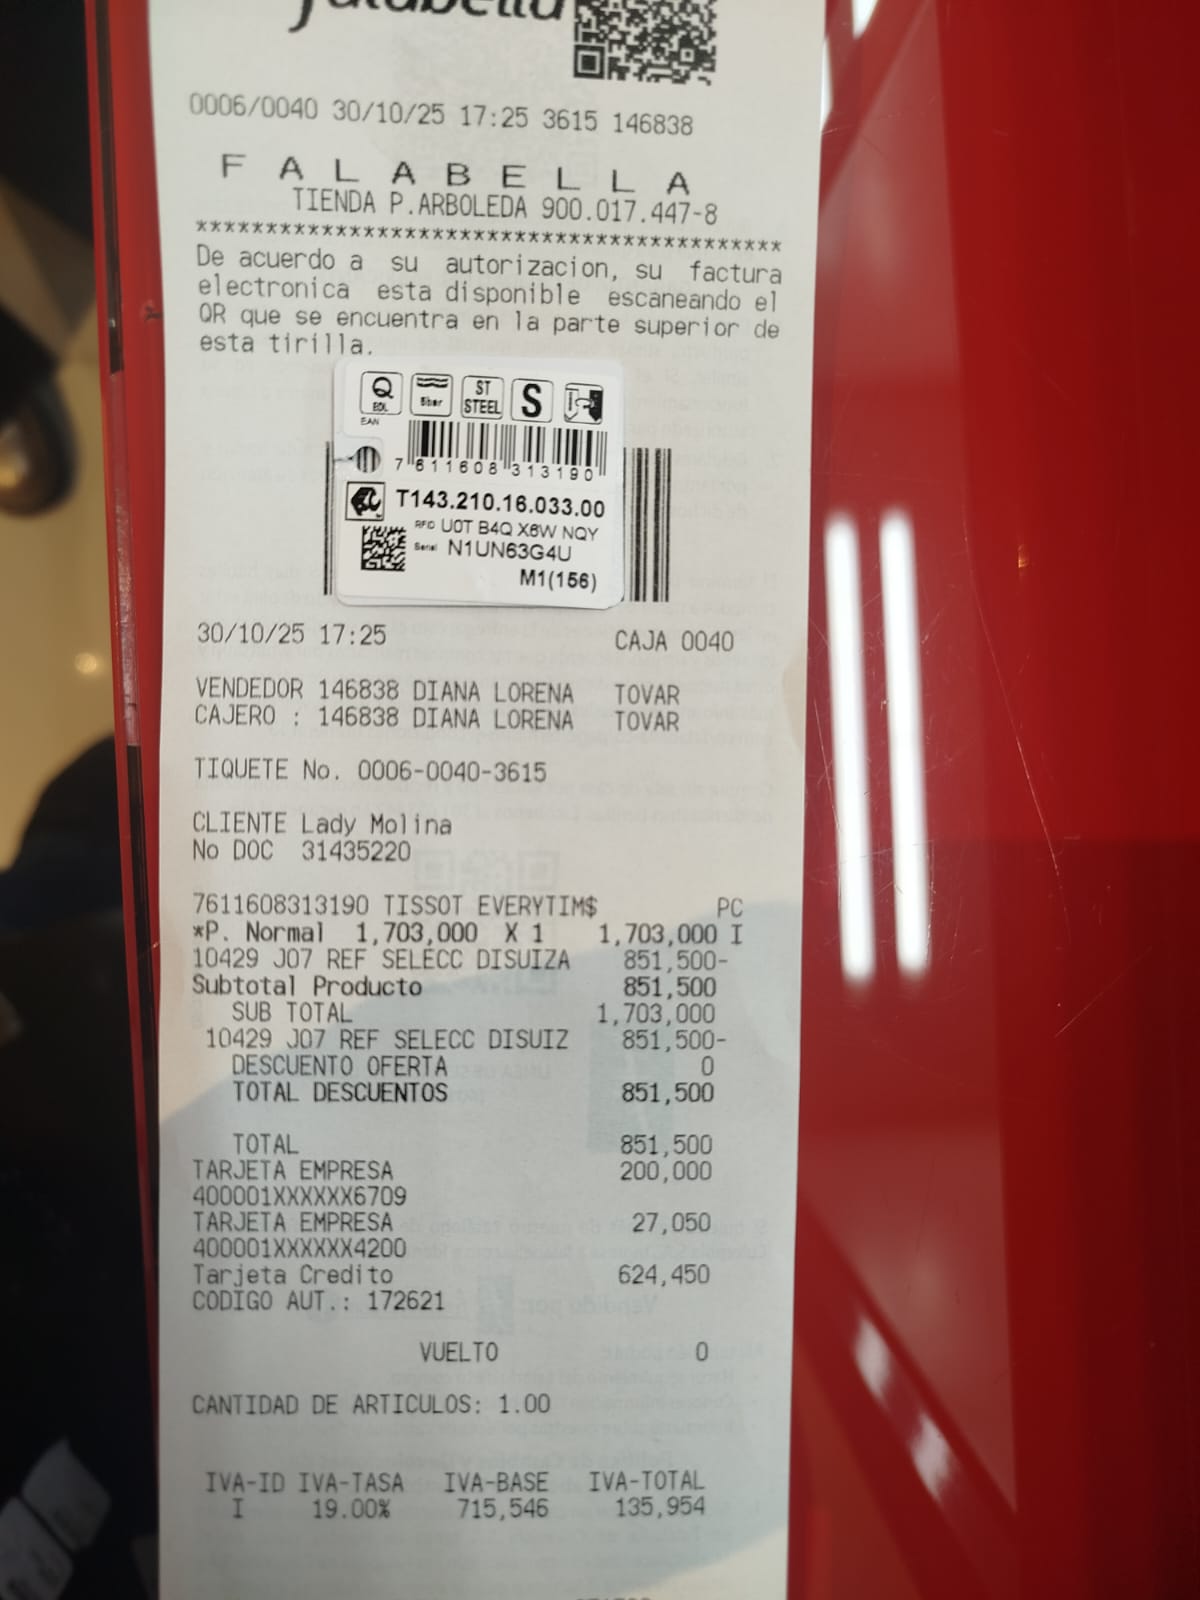 falabella
0006/0040 30/10/25 17:25 3615 146838
F A L A B E L L A
TIENDA P.ARBOLEDA 900.017.447-8
******************************************
De acuerdo a su autorizacion, su factura
electronica esta disponible escaneando el
QR que se encuentra en la parte superior de
esta tirilla.
Q EOL 5bar ST STEEL S
EAN
7 611608 313190
T143.210.16.033.00
RFID U0T B4Q X6W NQY
Serial N1UN63G4U
M1(156)
30/10/25 17:25 CAJA 0040
VENDEDOR 146838 DIANA LORENA TOVAR
CAJERO : 146838 DIANA LORENA TOVAR
TIQUETE No. 0006-0040-3615
CLIENTE Lady Molina
No DOC 31435220
7611608313190 TISSOT EVERYTIM$ PC
*P. Normal 1,703,000 X 1 1,703,000 I
10429 J07 REF SELECC DISUIZA 851,500-
Subtotal Producto 851,500
SUB TOTAL 1,703,000
10429 J07 REF SELECC DISUIZ 851,500-
DESCUENTO OFERTA 0
TOTAL DESCUENTOS 851,500
TOTAL 851,500
TARJETA EMPRESA 200,000
400001XXXXXX6709
TARJETA EMPRESA 27,050
400001XXXXXX4200
Tarjeta Credito 624,450
CODIGO AUT.: 172621
VUELTO 0
CANTIDAD DE ARTICULOS: 1.00
IVA-ID IVA-TASA IVA-BASE IVA-TOTAL
I 19.00% 715,546 135,954